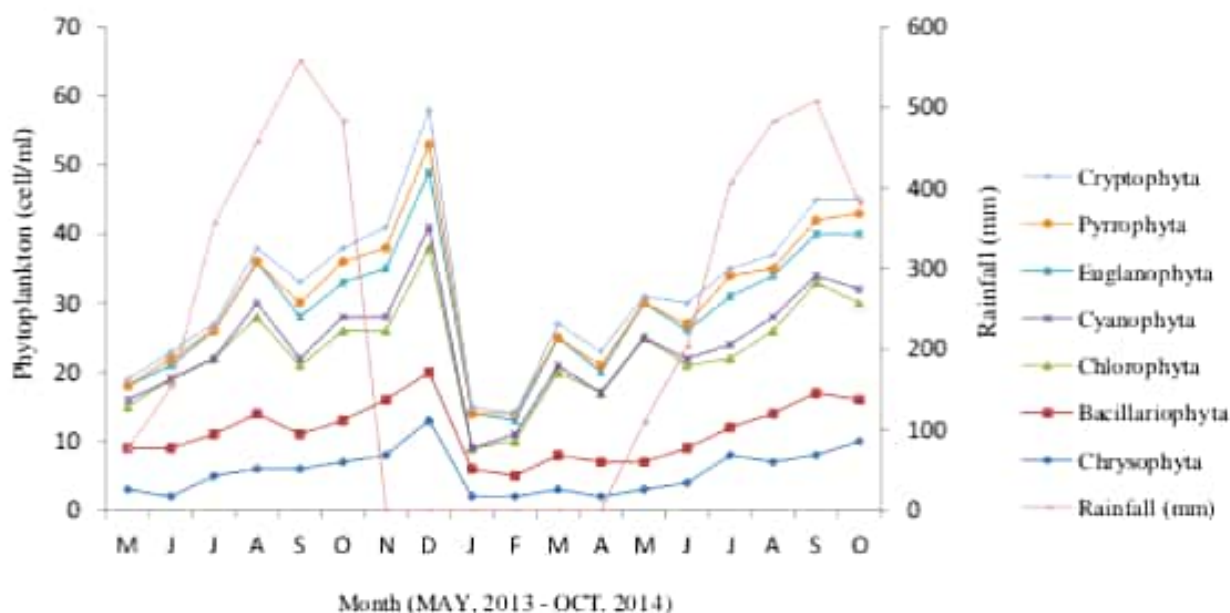 70
60
50
40
30
20
10
0
Phytoplankton (cell/ml)
600
500
400
300
200
100
0
Rainfall (mm)
M J J A S O N D J F M A M J J A S O
Month (MAY, 2013 - OCT, 2014)
Cryptophyta
Pyrrophyta
Euglanophyta
Cyanophyta
Chlorophyta
Bacillariophyta
Chrysophyta
Rainfall (mm)